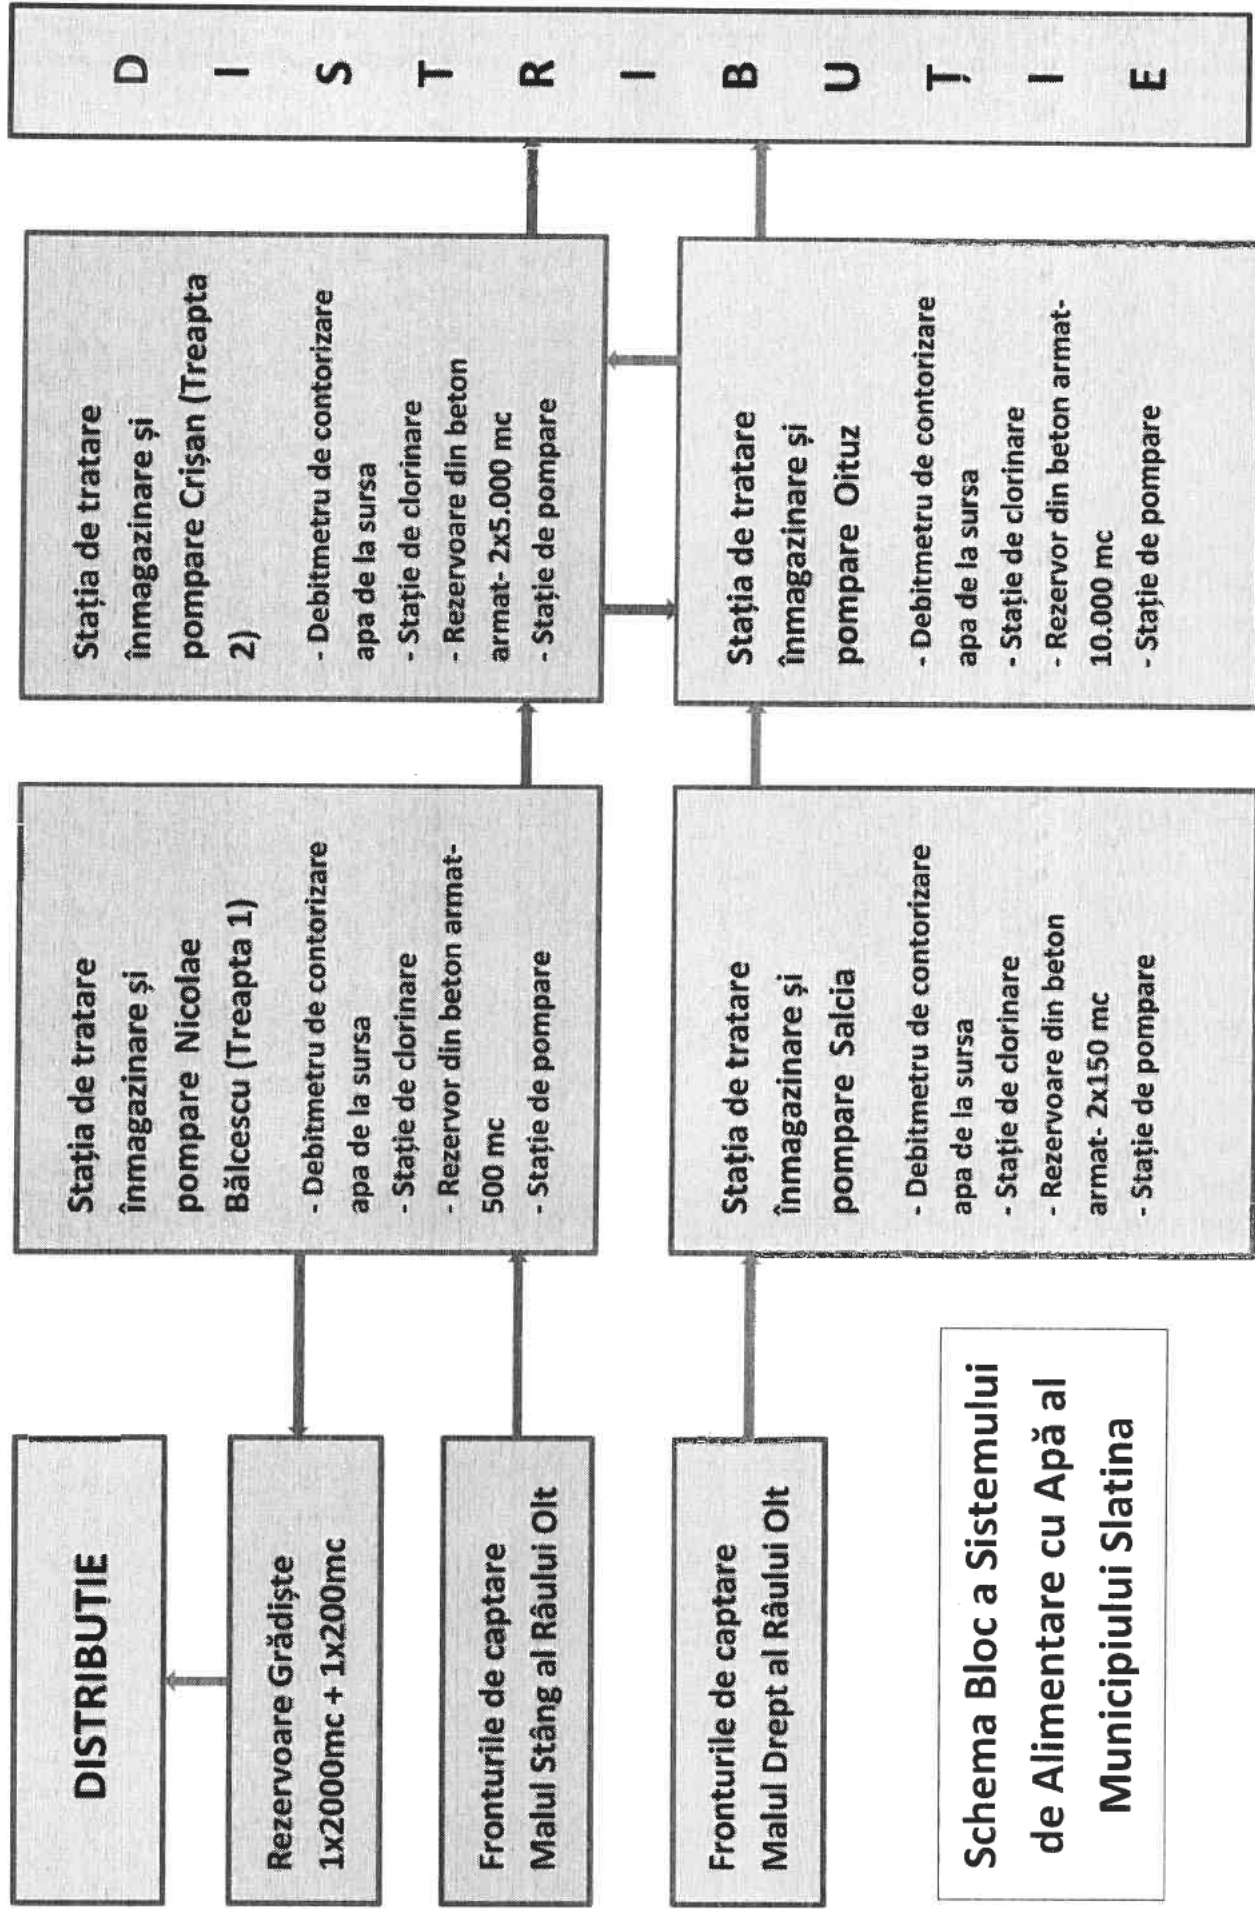 DISTRIBUȚIE
Rezervoare Grădiște
1x2000mc + 1x200mc
Fronturile de captare
Malul Stâng al Râului Olt
Fronturile de captare
Malul Drept al Râului Olt
Schema Bloc a Sistemului
de Alimentare cu Apă al
Municipiului Slatina
Stația de tratare
înmagazinare și
pompare Nicolae
Bălcescu (Treapta 1)
- Debitmetru de contorizare
apa de la sursa
- Stație de clorinare
- Rezervor din beton armat-
500 mc
- Stație de pompare
Stația de tratare
înmagazinare și
pompare Salcia
- Debitmetru de contorizare
apa de la sursa
- Stație de clorinare
- Rezervoare din beton
armat- 2x150 mc
- Stație de pompare
Stația de tratare
înmagazinare și
pompare Crișan (Treapta
2)
- Debitmetru de contorizare
apa de la sursa
- Stație de clorinare
- Rezervoare din beton
armat- 2x5.000 mc
- Stație de pompare
Stația de tratare
înmagazinare și
pompare Oituz
- Debitmetru de contorizare
apa de la sursa
- Stație de clorinare
- Rezervor din beton armat-
10.000 mc
- Stație de pompare
D
I
S
T
R
I
B
U
Ț
I
E